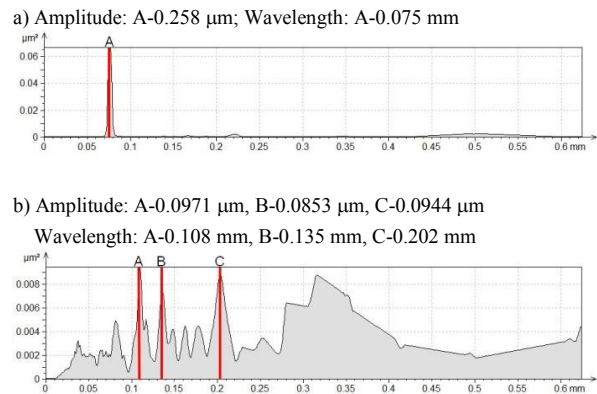 a) Amplitude: A-0.258 μm; Wavelength: A-0.075 mm
μm²
A
0.06
0.04
0.02
0
0 0.05 0.1 0.15 0.2 0.25 0.3 0.35 0.4 0.45 0.5 0.55 0.6 mm
b) Amplitude: A-0.0971 μm, B-0.0853 μm, C-0.0944 μm
Wavelength: A-0.108 mm, B-0.135 mm, C-0.202 mm
μm²
A B C
0.008
0.006
0.004
0.002
0
0 0.05 0.1 0.15 0.2 0.25 0.3 0.35 0.4 0.45 0.5 0.55 0.6 mm